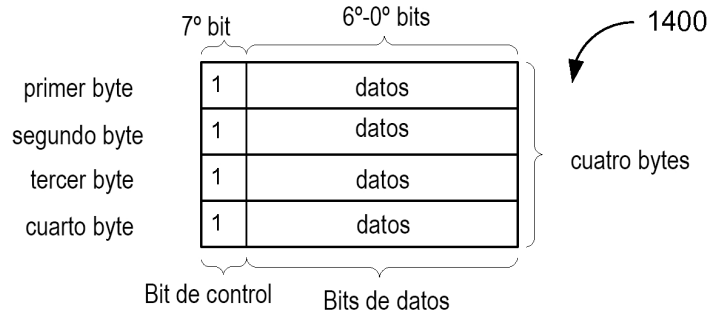 7º bit 6º-0º bits 1400
primer byte 1 datos
segundo byte 1 datos
tercer byte 1 datos
cuarto byte 1 datos
cuatro bytes
Bit de control Bits de datos